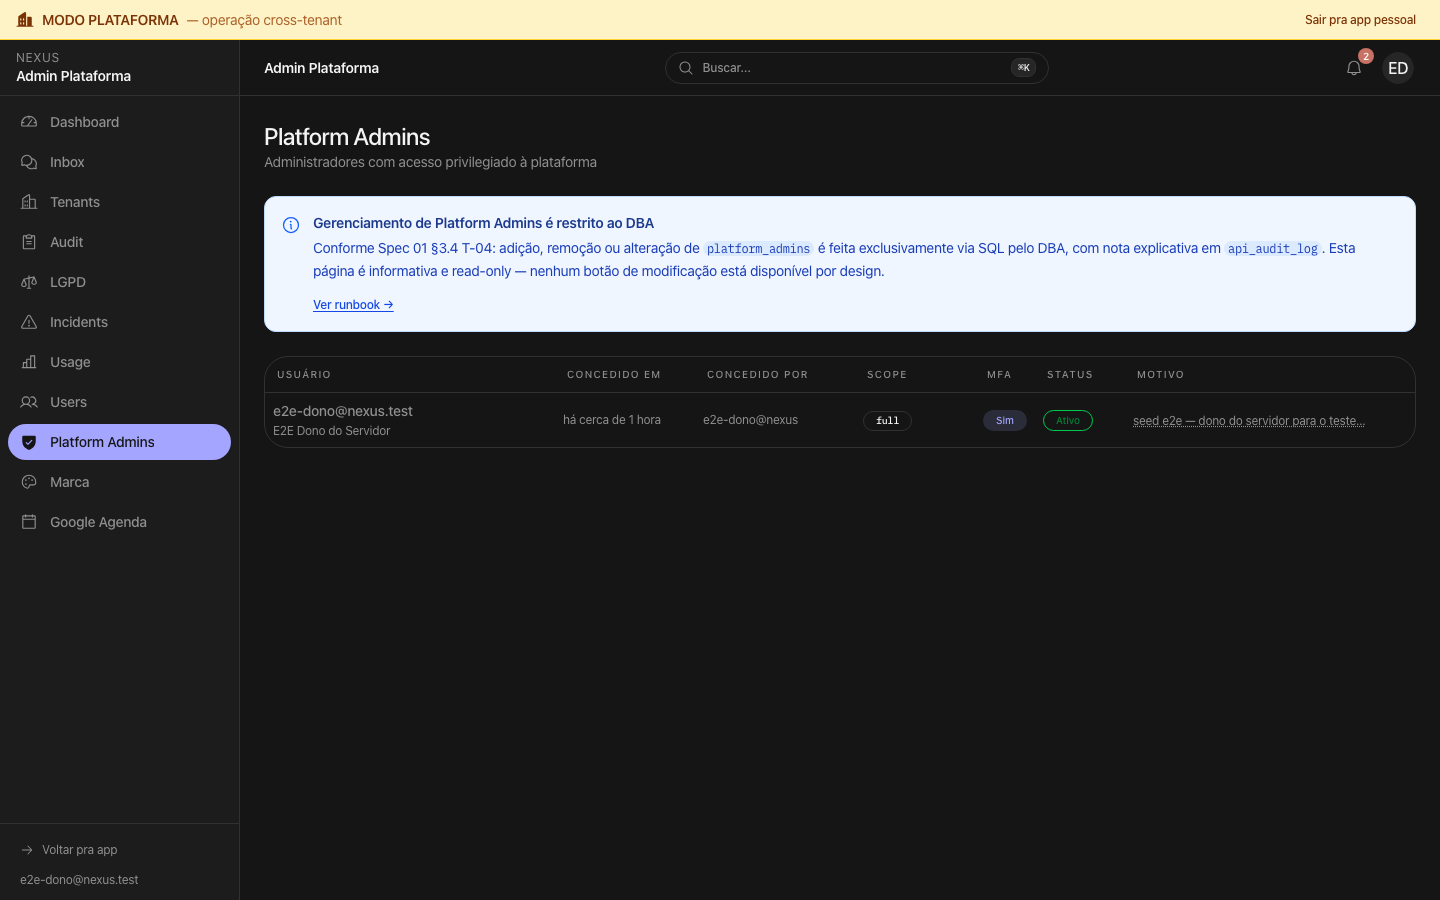 MODO PLATAFORMA — operação cross-tenant
Sair pra app pessoal
NEXUS
Admin Plataforma
Admin Plataforma
Buscar...
⌘K
2
ED
Dashboard
Inbox
Tenants
Audit
LGPD
Incidents
Usage
Users
Platform Admins
Marca
Google Agenda
Voltar pra app
e2e-dono@nexus.test
Platform Admins
Administradores com acesso privilegiado à plataforma
Gerenciamento de Platform Admins é restrito ao DBA
Conforme Spec 01 §3.4 T-04: adição, remoção ou alteração de platform_admins é feita exclusivamente via SQL pelo DBA, com nota explicativa em api_audit_log. Esta
página é informativa e read-only — nenhum botão de modificação está disponível por design.
Ver runbook →
USUÁRIO CONCEDIDO EM CONCEDIDO POR SCOPE MFA STATUS MOTIVO
e2e-dono@nexus.test há cerca de 1 hora e2e-dono@nexus full Sim Ativo seed e2e — dono do servidor para o teste...
E2E Dono do Servidor